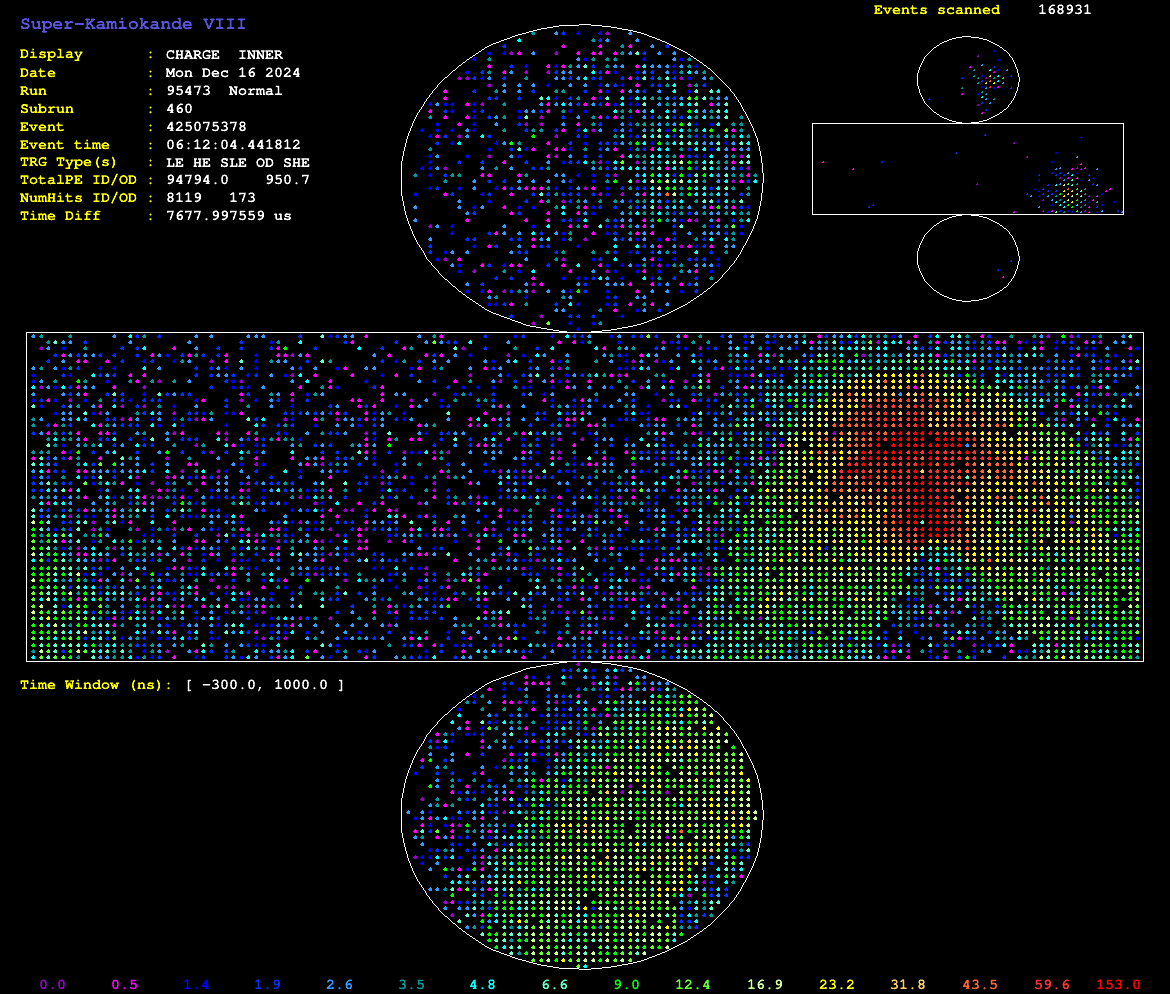 Super-Kamiokande VIII
Events scanned 168931
Display : CHARGE INNER
Date : Mon Dec 16 2024
Run : 95473 Normal
Subrun : 460
Event : 425075378
Event time : 06:12:04.441812
TRG Type(s) : LE HE SLE OD SHE
TotalPE ID/OD : 94794.0 950.7
NumHits ID/OD : 8119 173
Time Diff : 7677.997559 us
Time Window (ns): [ −300.0, 1000.0 ]
0.0 0.5 1.4 1.9 2.6 3.5 4.8 6.6 9.0 12.4 16.9 23.2 31.8 43.5 59.6 153.0